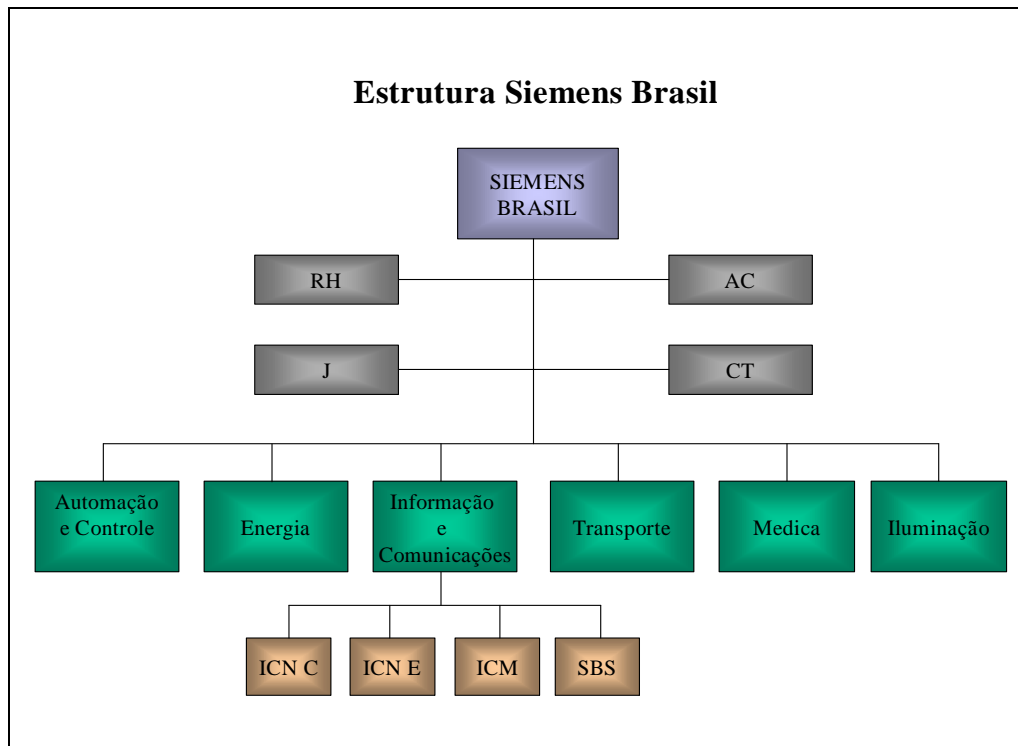 Estrutura Siemens Brasil
SIEMENS
BRASIL
RH
AC
J
CT
Automação
e Controle
Energia
Informação
e
Comunicações
Transporte
Medica
Iluminação
ICN C
ICN E
ICM
SBS